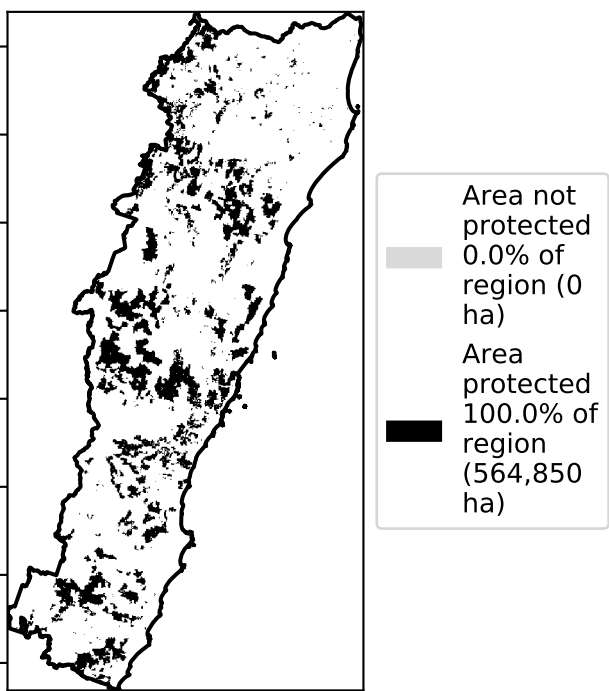 Area not
protected
0.0% of
region (0
ha)
Area
protected
100.0% of
region
(564,850
ha)